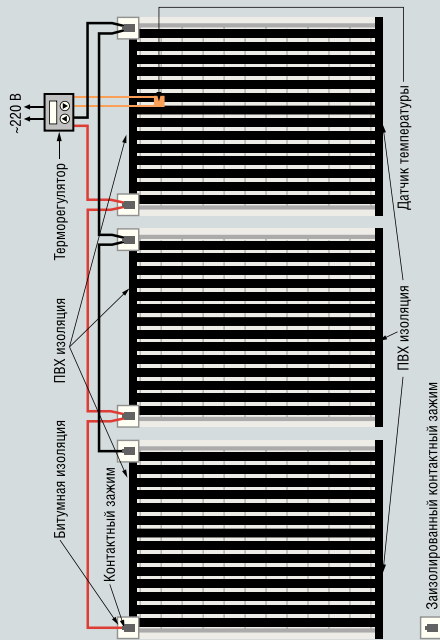 ~220 В
Терморегулятор
ПВХ изоляция
Битумная изоляция
Контактный зажим
Датчик температуры
ПВХ изоляция
Заизолированный контактный зажим